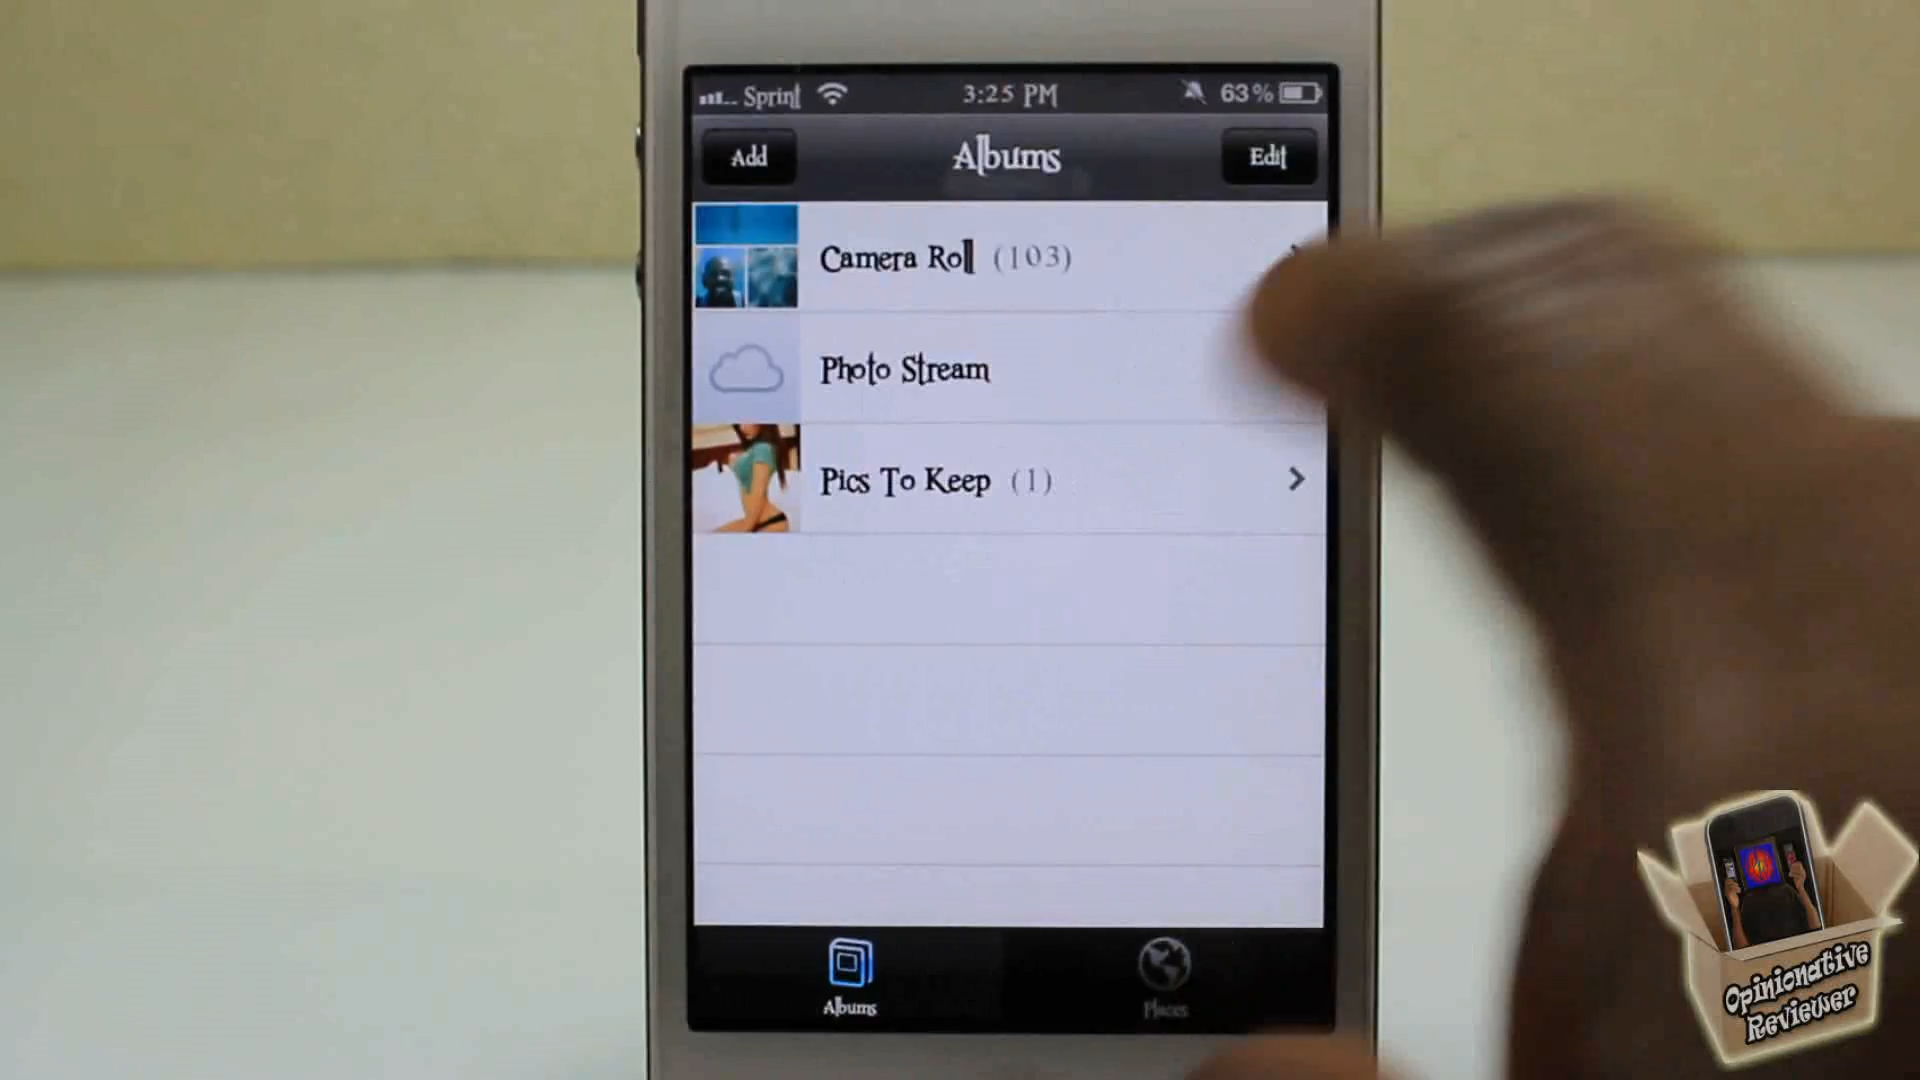 Sprint 3:25 PM 63%
Add Albums Edit
Camera Roll (103)
Photo Stream
Pics To Keep (1)
Albums Places
Opinionative
Reviewer